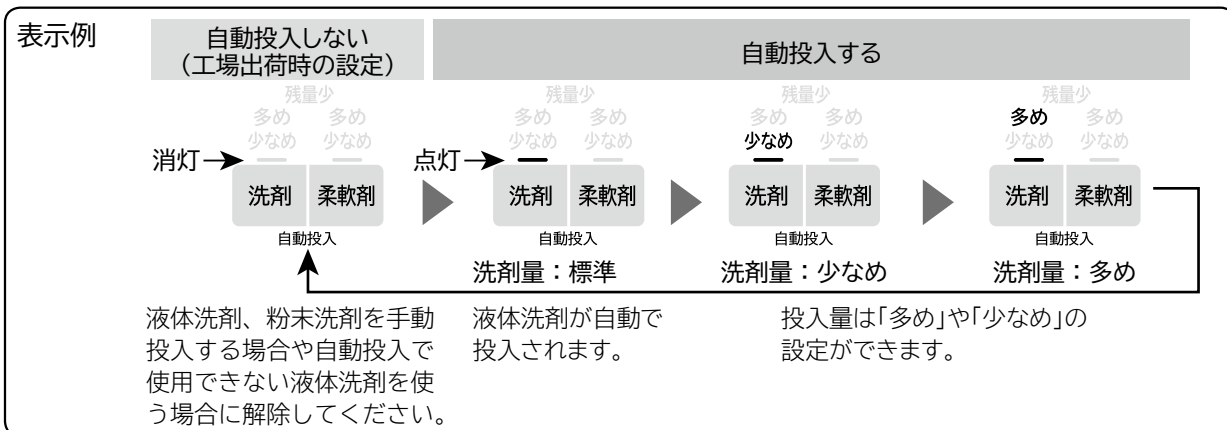 表示例
自動投入しない
（工場出荷時の設定）
自動投入する
残量少
多め 多め
少なめ 少なめ
消灯
洗剤 柔軟剤
自動投入
残量少
多め 多め
少なめ 少なめ
点灯
洗剤 柔軟剤
自動投入
洗剤量：標準
残量少
多め 多め
少なめ 少なめ
洗剤 柔軟剤
自動投入
洗剤量：少なめ
残量少
多め 多め
少なめ 少なめ
洗剤 柔軟剤
自動投入
洗剤量：多め
液体洗剤、粉末洗剤を手動
投入する場合や自動投入で
使用できない液体洗剤を使
う場合に解除してください。
液体洗剤が自動で
投入されます。
投入量は｢多め｣や｢少なめ｣の
設定ができます。